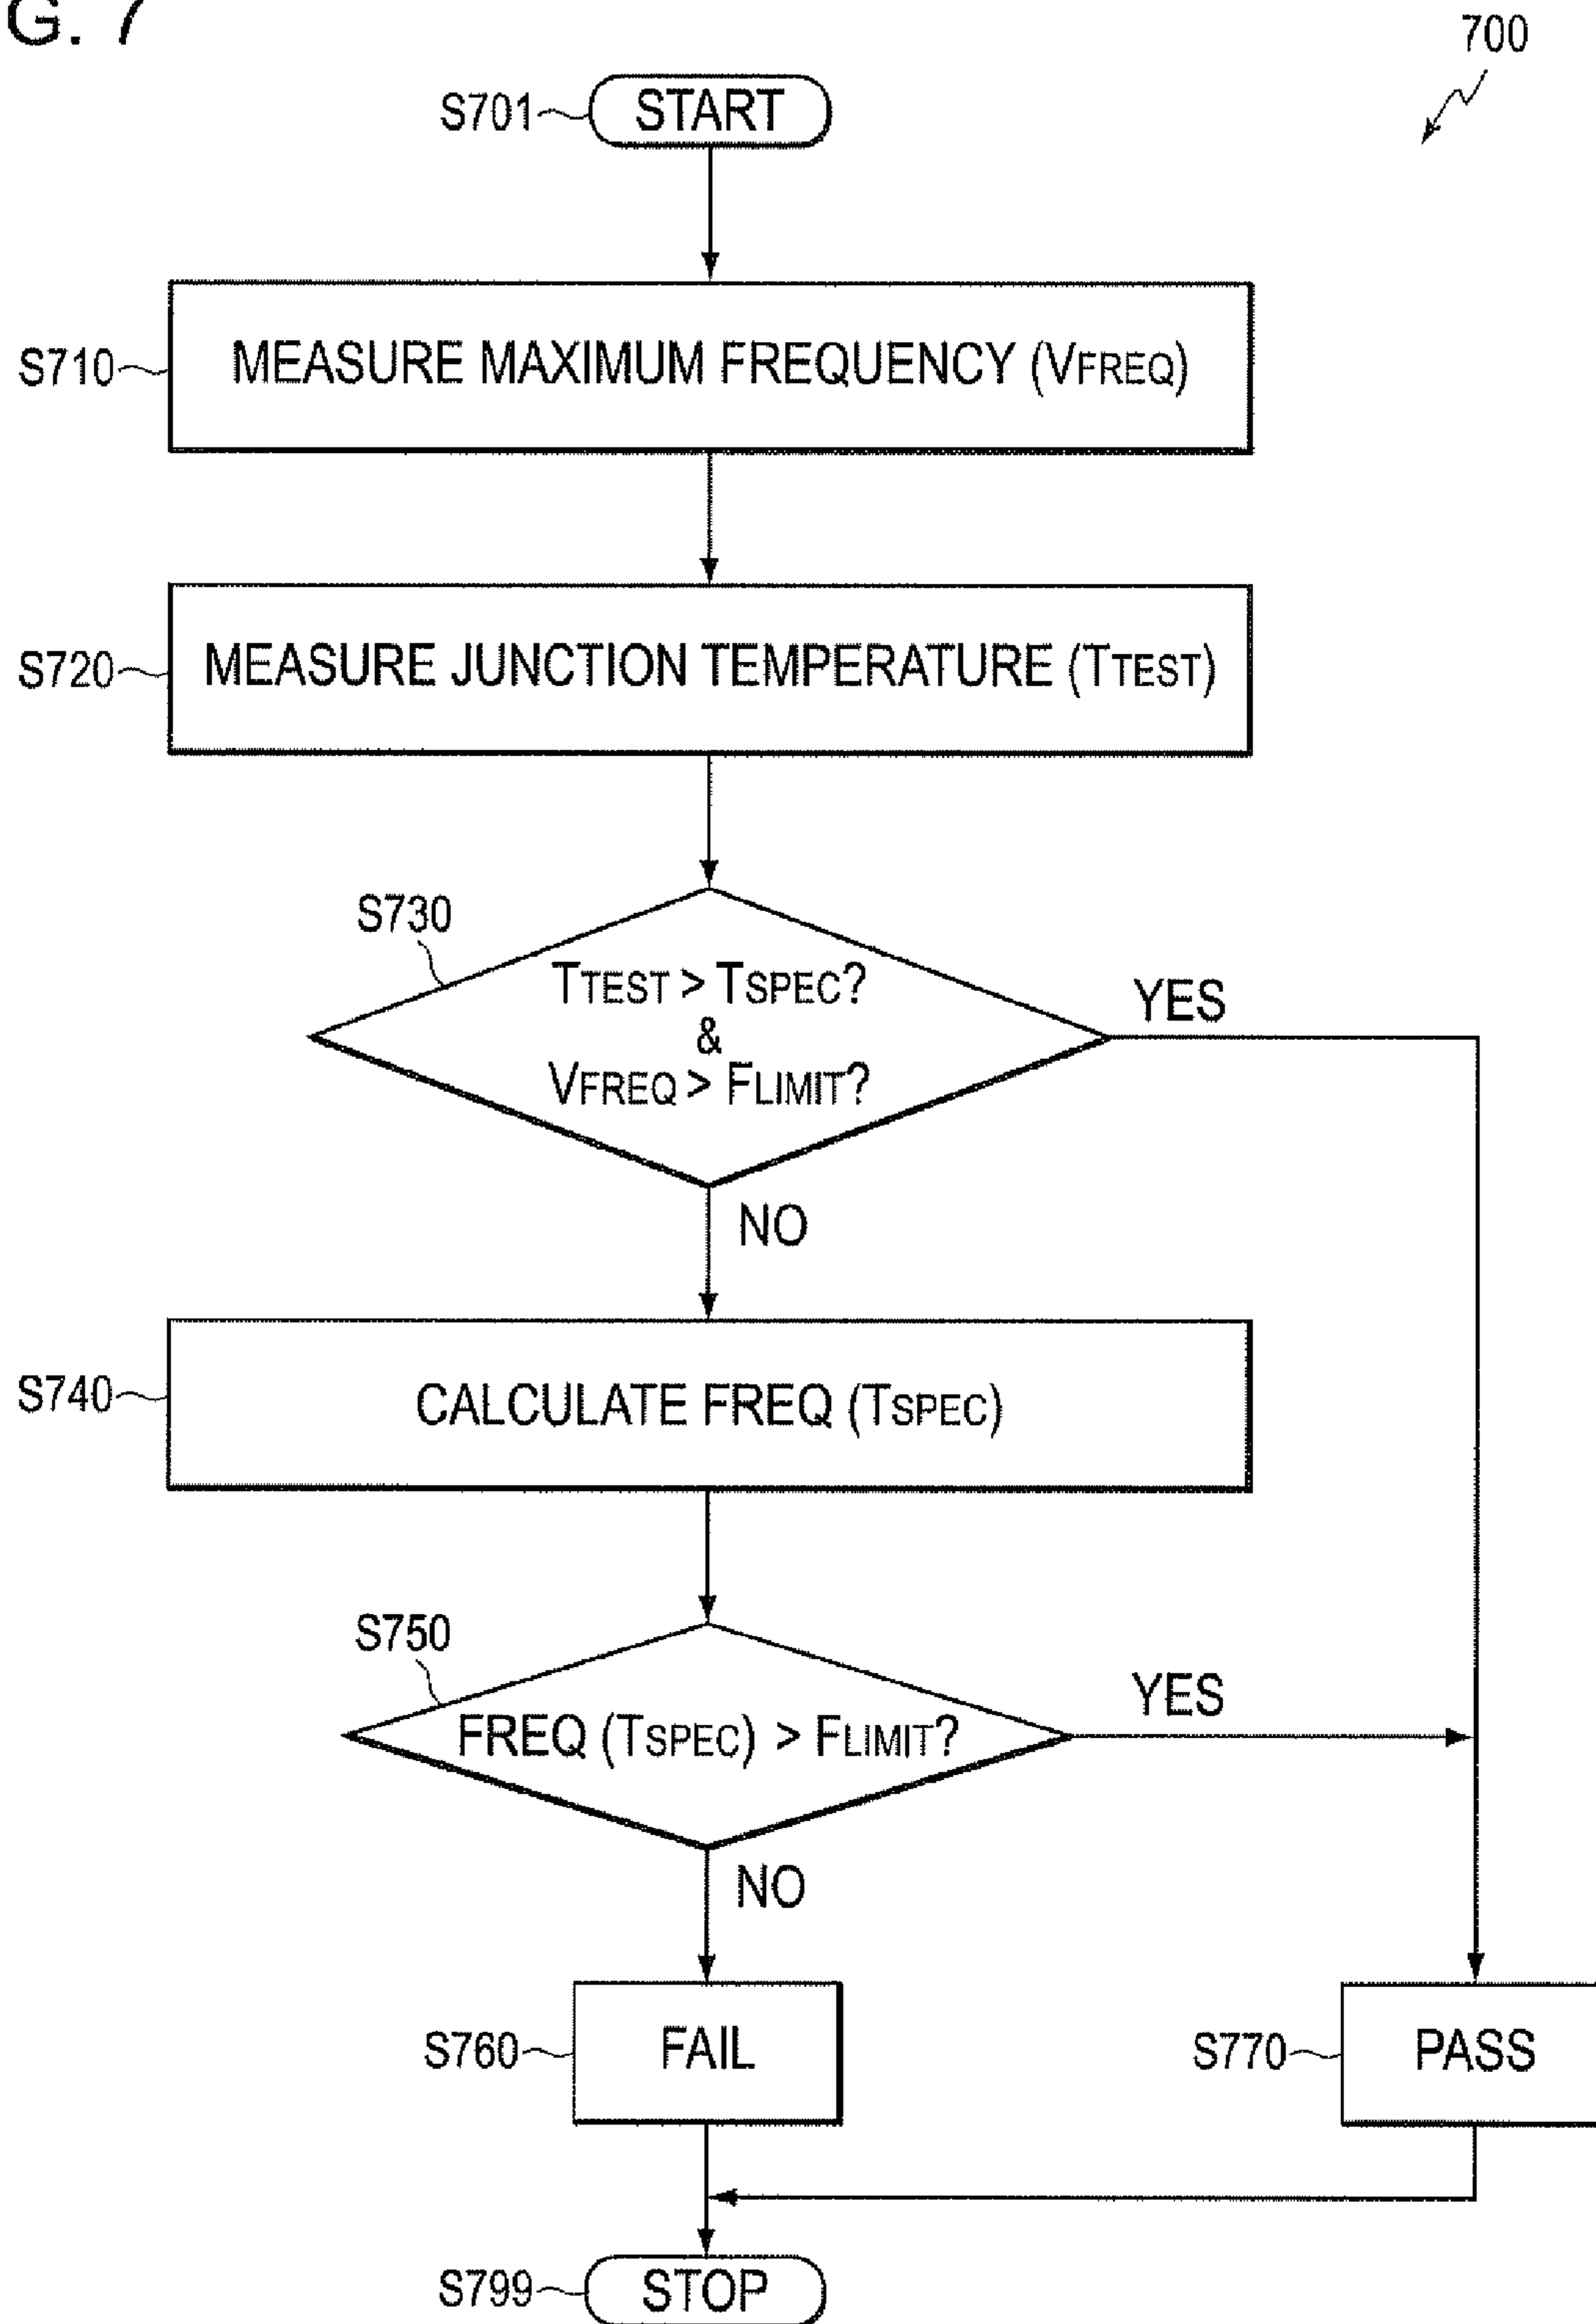 G. 7
700
S701 START
S710 MEASURE MAXIMUM FREQUENCY (VFREQ)
S720 MEASURE JUNCTION TEMPERATURE (TTEST)
S730
TTEST > TSPEC?
&
VFREQ > FLIMIT?
YES
NO
S740 CALCULATE FREQ (TSPEC)
S750
FREQ (TSPEC) > FLIMIT?
YES
NO
S760 FAIL
S770 PASS
S799 STOP